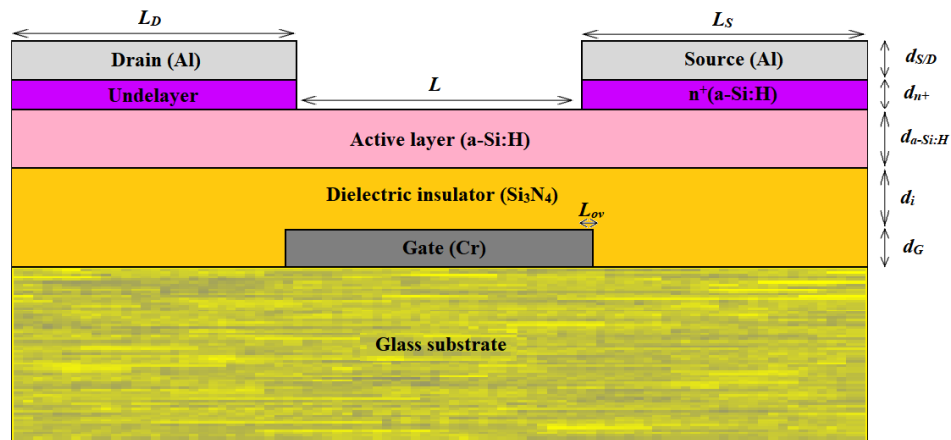 L_D
L_S
Drain (Al)
Source (Al)
d_S/D
L
Undelayer
n⁺(a-Si:H)
d_n+
Active layer (a-Si:H)
d_a-Si:H
Dielectric insulator (Si₃N₄)
d_i
L_ov
Gate (Cr)
d_G
Glass substrate